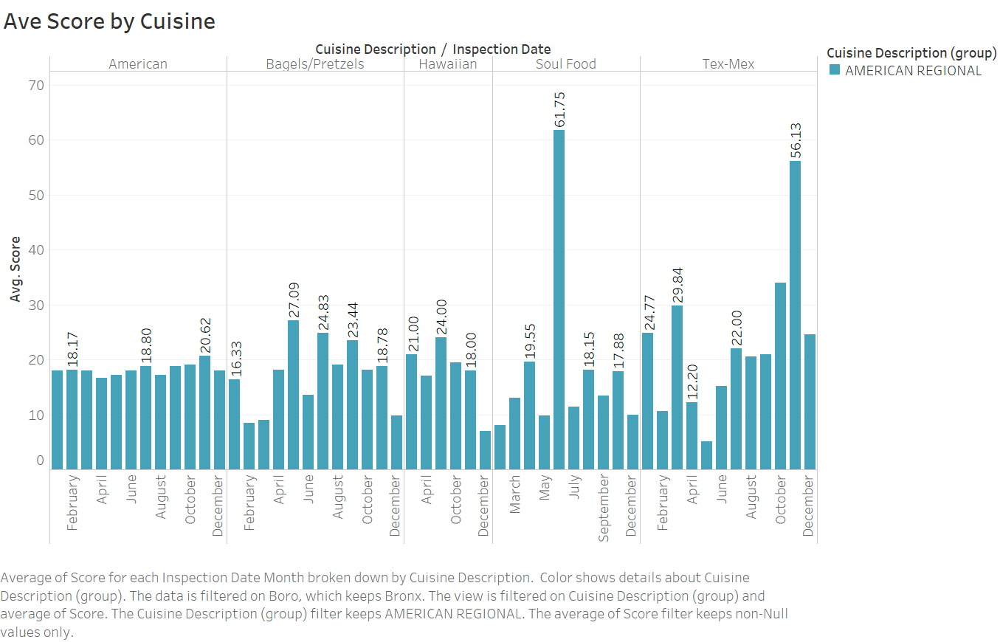 Ave Score by Cuisine
Cuisine Description / Inspection Date
American Bagels/Pretzels Hawaiian Soul Food Tex-Mex
Cuisine Description (group)
AMERICAN REGIONAL
Avg. Score
70
60
50
40
30
20
10
0
18.17
18.80
20.62
16.33
27.09
24.83
23.44
18.78
21.00
24.00
18.00
19.55
61.75
18.15
17.88
24.77
29.84
12.20
22.00
56.13
February
April
June
August
October
December
February
April
June
August
October
December
April
October
December
March
May
July
September
December
February
April
June
August
October
December
Average of Score for each Inspection Date Month broken down by Cuisine Description.  Color shows details about Cuisine
Description (group). The data is filtered on Boro, which keeps Bronx. The view is filtered on Cuisine Description (group) and
average of Score. The Cuisine Description (group) filter keeps AMERICAN REGIONAL. The average of Score filter keeps non-Null
values only.